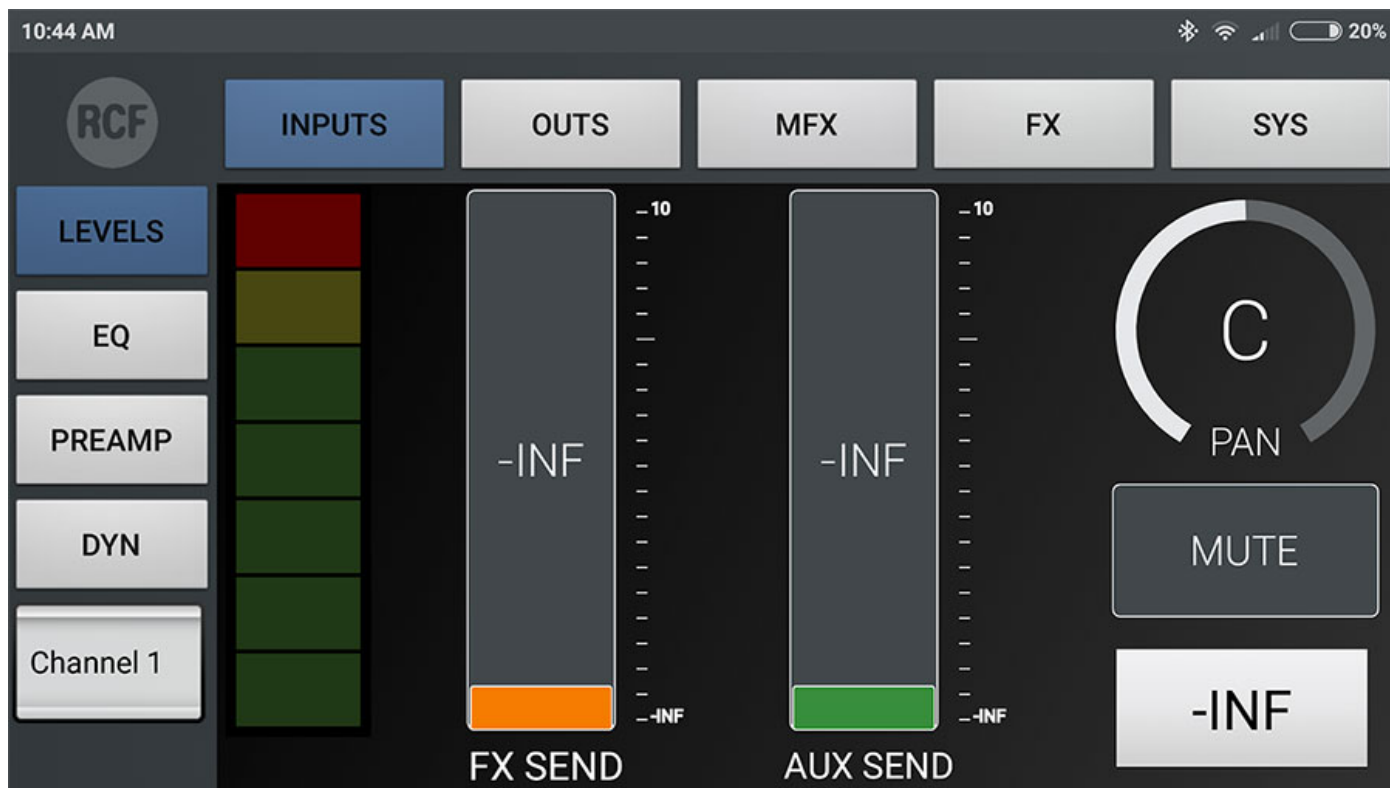 10:44 AM
20%
RCF
INPUTS
OUTS
MFX
FX
SYS
LEVELS
EQ
PREAMP
DYN
Channel 1
10
-INF
-INF
FX SEND
10
-INF
-INF
AUX SEND
C
PAN
MUTE
-INF